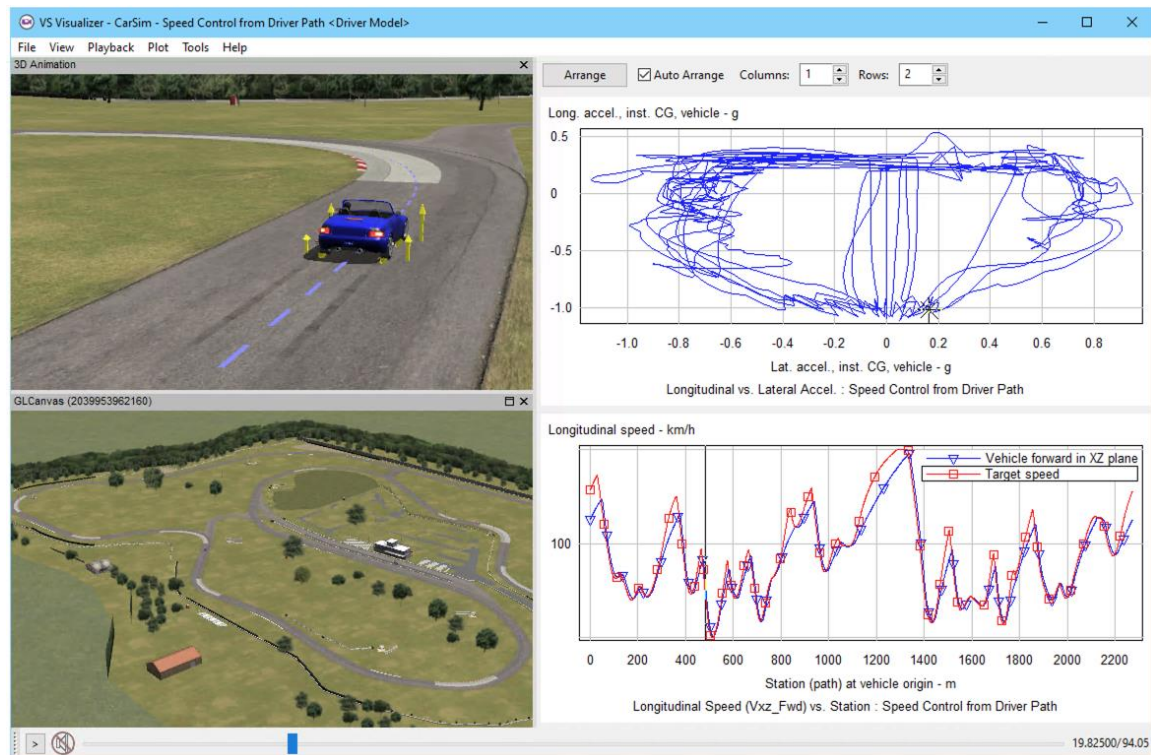 VS Visualizer - CarSim - Speed Control from Driver Path <Driver Model>
File View Playback Plot Tools Help
3D Animation
Arrange Auto Arrange Columns: 1 Rows: 2
Long. accel., inst. CG, vehicle - g
0.5
0
-0.5
-1.0
-1.0 -0.8 -0.6 -0.4 -0.2 0 0.2 0.4 0.6 0.8
Lat. accel., inst. CG, vehicle - g
Longitudinal vs. Lateral Accel. : Speed Control from Driver Path
GLCanvas (2039953962160)
Longitudinal speed - km/h
Vehicle forward in XZ plane
Target speed
100
0 200 400 600 800 1000 1200 1400 1600 1800 2000 2200
Station (path) at vehicle origin - m
Longitudinal Speed (Vxz_Fwd) vs. Station : Speed Control from Driver Path
> 19.82500/94.05